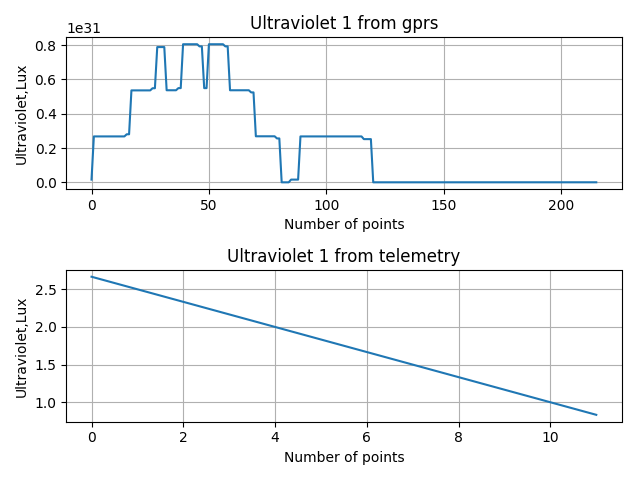 Ultraviolet 1 from gprs
1e31
Ultraviolet,Lux
0.8
0.6
0.4
0.2
0.0
0 50 100 150 200
Number of points
Ultraviolet 1 from telemetry
Ultraviolet,Lux
2.5
2.0
1.5
1.0
0 2 4 6 8 10
Number of points